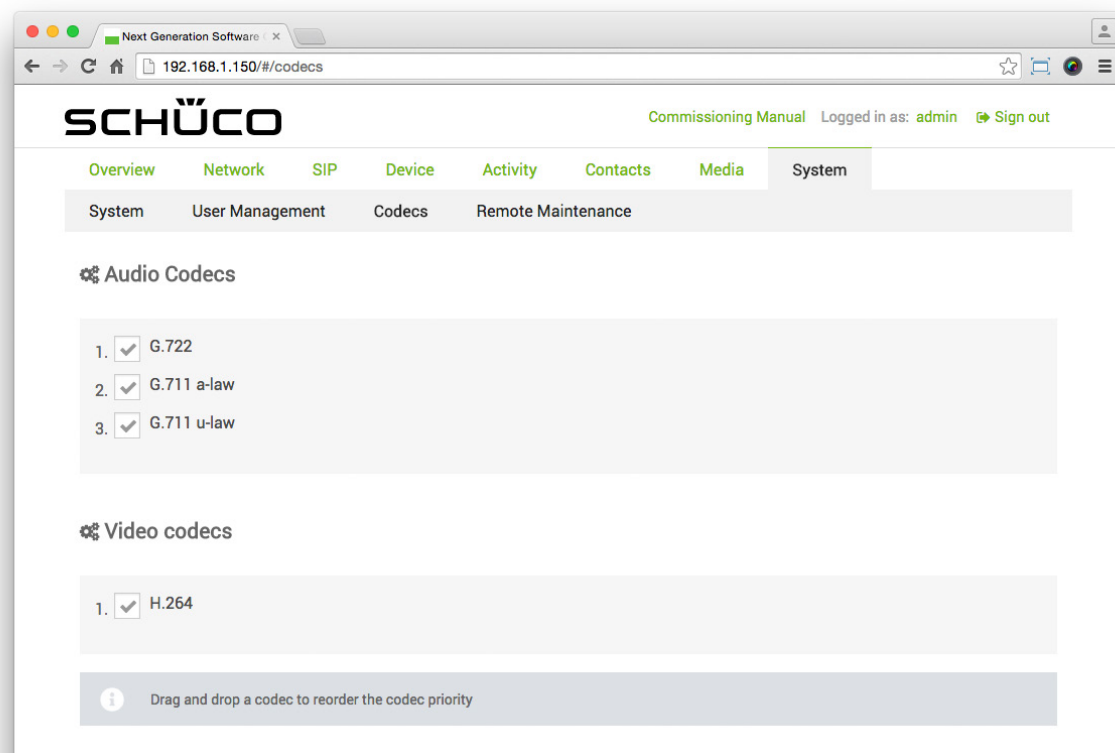 Next Generation Software
192.168.1.150/#/codecs
SCHÜCO
Commissioning Manual Logged in as: admin Sign out
Overview Network SIP Device Activity Contacts Media System
System User Management Codecs Remote Maintenance
Audio Codecs
1. G.722
2. G.711 a-law
3. G.711 u-law
Video codecs
1. H.264
Drag and drop a codec to reorder the codec priority